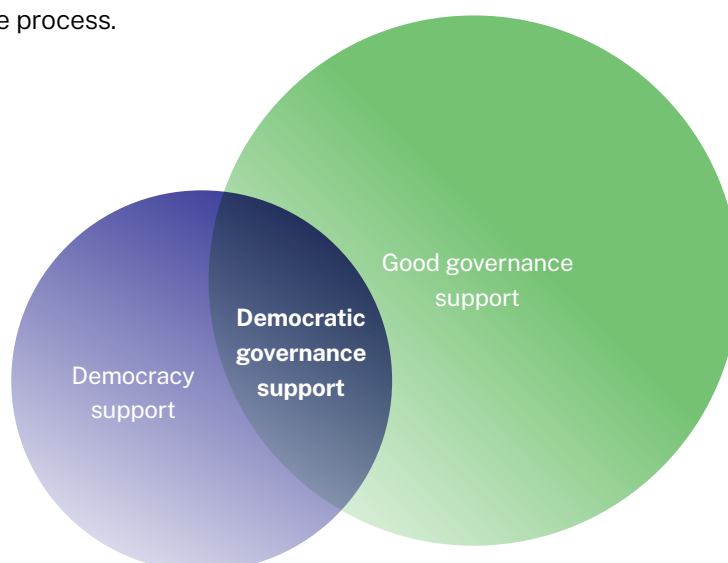 e process.
Good governance
support
Democratic
governance
support
Democracy
support